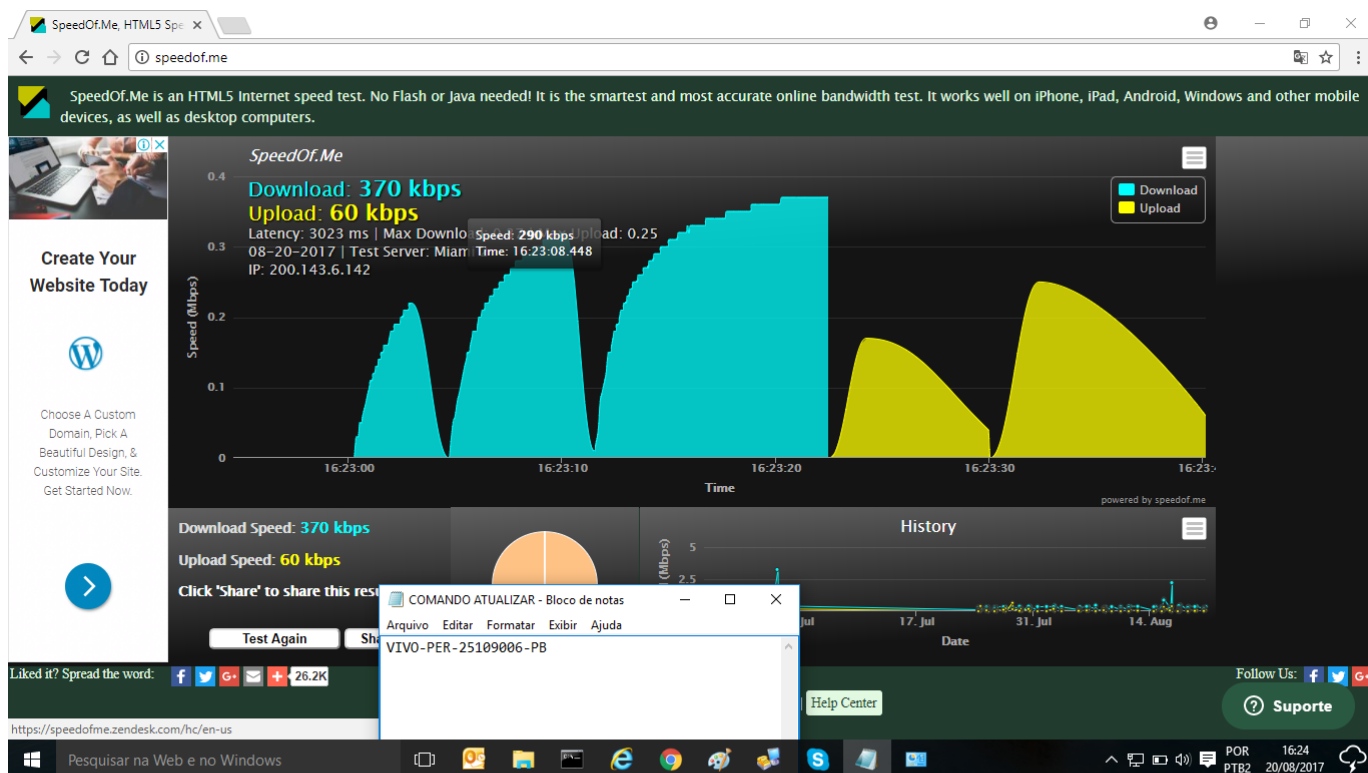 SpeedOf.Me, HTML5 Spe
speedof.me
SpeedOf.Me is an HTML5 Internet speed test. No Flash or Java needed! It is the smartest and most accurate online bandwidth test. It works well on iPhone, iPad, Android, Windows and other mobile
devices, as well as desktop computers.
Create Your
Website Today
Choose A Custom
Domain, Pick A
Beautiful Design, &
Customize Your Site.
Get Started Now.
SpeedOf.Me
Download: 370 kbps
Upload: 60 kbps
Latency: 3023 ms | Max Download: 0.25
08-20-2017 | Test Server: Miami
IP: 200.143.6.142
Speed: 290 kbps
Time: 16:23:08.448
Download
Upload
Speed (Mbps)
0.4
0.3
0.2
0.1
0
16:23:00
16:23:10
16:23:20
16:23:30
16:23:
Time
powered by speedof.me
Download Speed: 370 kbps
Upload Speed: 60 kbps
Click 'Share' to share this resu
Test Again
Sha
History
(Mbps)
5
2.5
Jul
17. Jul
31. Jul
14. Aug
Date
COMANDO ATUALIZAR - Bloco de notas
Arquivo Editar Formatar Exibir Ajuda
VIVO-PER-25109006-PB
Liked it? Spread the word:
26.2K
Help Center
Follow Us:
Suporte
https://speedofme.zendesk.com/hc/en-us
Pesquisar na Web e no Windows
POR
PTB2
16:24
20/08/2017